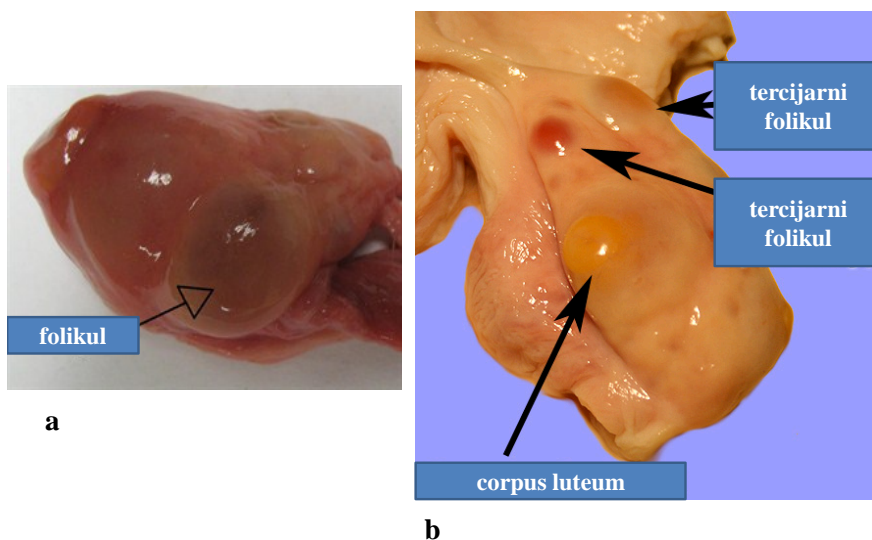 folikul
a
tercijarni
folikul
tercijarni
folikul
corpus luteum
b